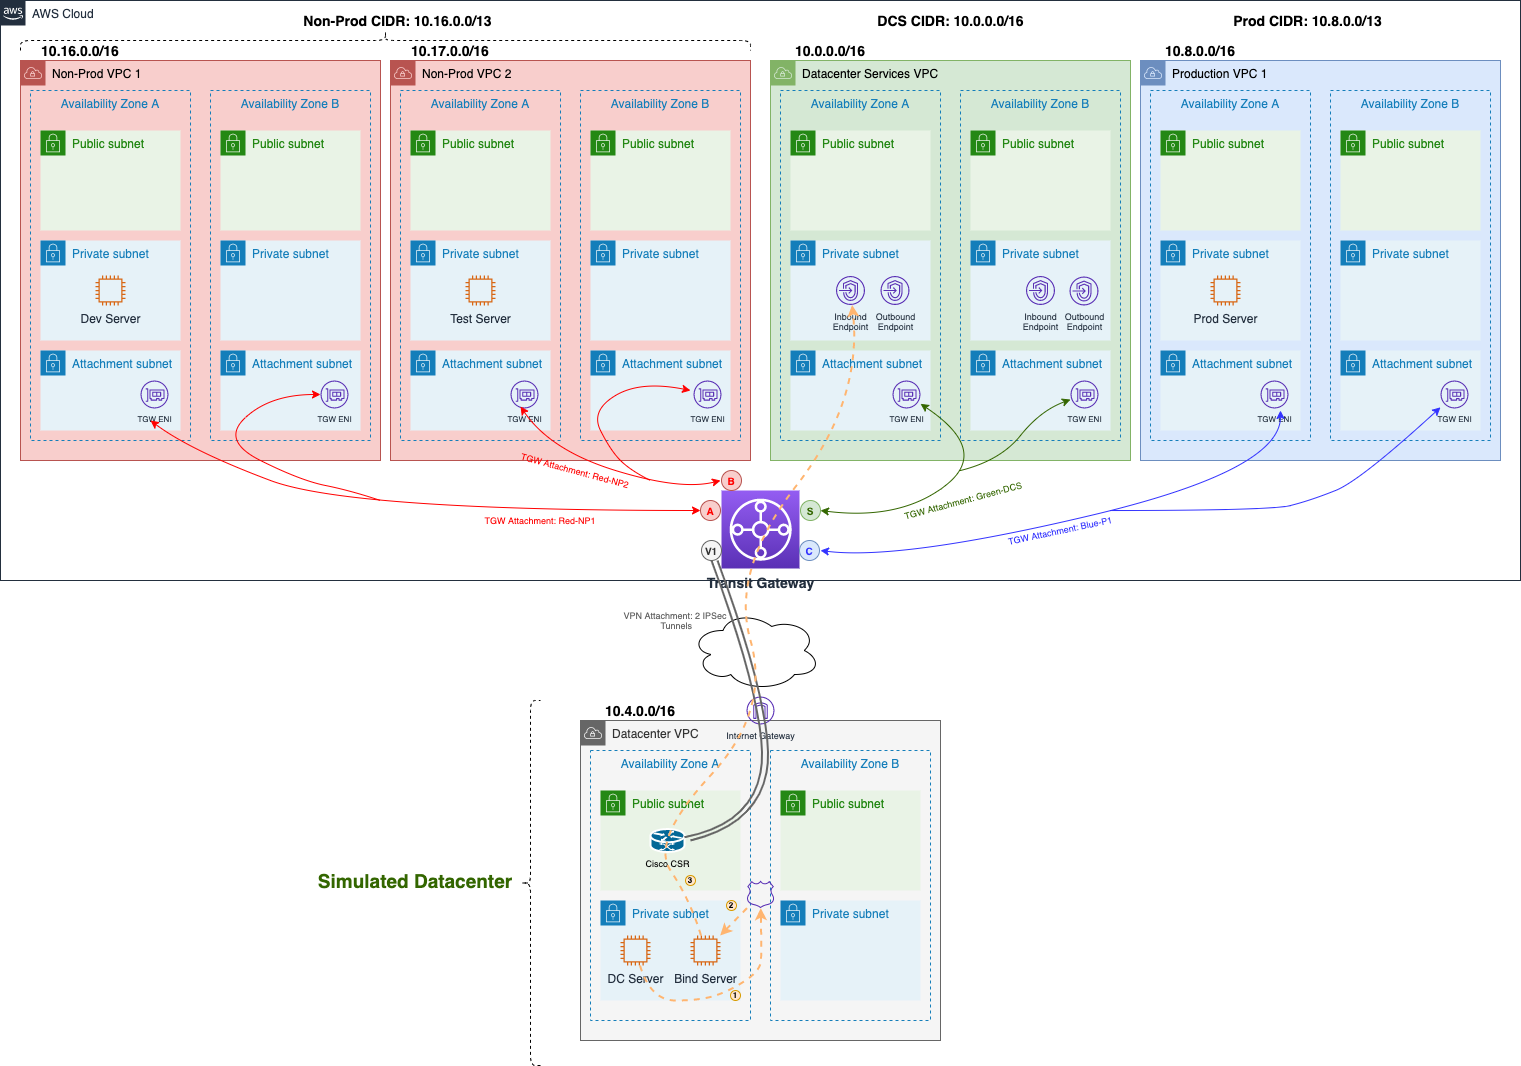 aws
AWS Cloud
Non-Prod CIDR: 10.16.0.0/13
DCS CIDR: 10.0.0.0/16
Prod CIDR: 10.8.0.0/13
10.16.0.0/16
10.17.0.0/16
10.0.0.0/16
10.8.0.0/16
Non-Prod VPC 1
Non-Prod VPC 2
Datacenter Services VPC
Production VPC 1
Availability Zone A
Availability Zone B
Availability Zone A
Availability Zone B
Availability Zone A
Availability Zone B
Availability Zone A
Availability Zone B
Public subnet
Public subnet
Public subnet
Public subnet
Public subnet
Public subnet
Public subnet
Public subnet
Private subnet
Private subnet
Private subnet
Private subnet
Private subnet
Private subnet
Private subnet
Private subnet
Dev Server
Test Server
Inbound
Endpoint
Outbound
Endpoint
Inbound
Endpoint
Outbound
Endpoint
Prod Server
Attachment subnet
Attachment subnet
Attachment subnet
Attachment subnet
Attachment subnet
Attachment subnet
Attachment subnet
Attachment subnet
TGW ENI
TGW ENI
TGW ENI
TGW ENI
TGW ENI
TGW ENI
TGW ENI
TGW ENI
TGW Attachment: Red-NP2
B
TGW Attachment: Green-DCS
A
S
TGW Attachment: Red-NP1
TGW Attachment: Blue-P1
V1
C
Transit Gateway
VPN Attachment: 2 IPSec
Tunnels
10.4.0.0/16
Datacenter VPC
Internet Gateway
Availability Zone A
Availability Zone B
Public subnet
Public subnet
Cisco CSR
3
Simulated Datacenter
2
Private subnet
Private subnet
DC Server
Bind Server
1